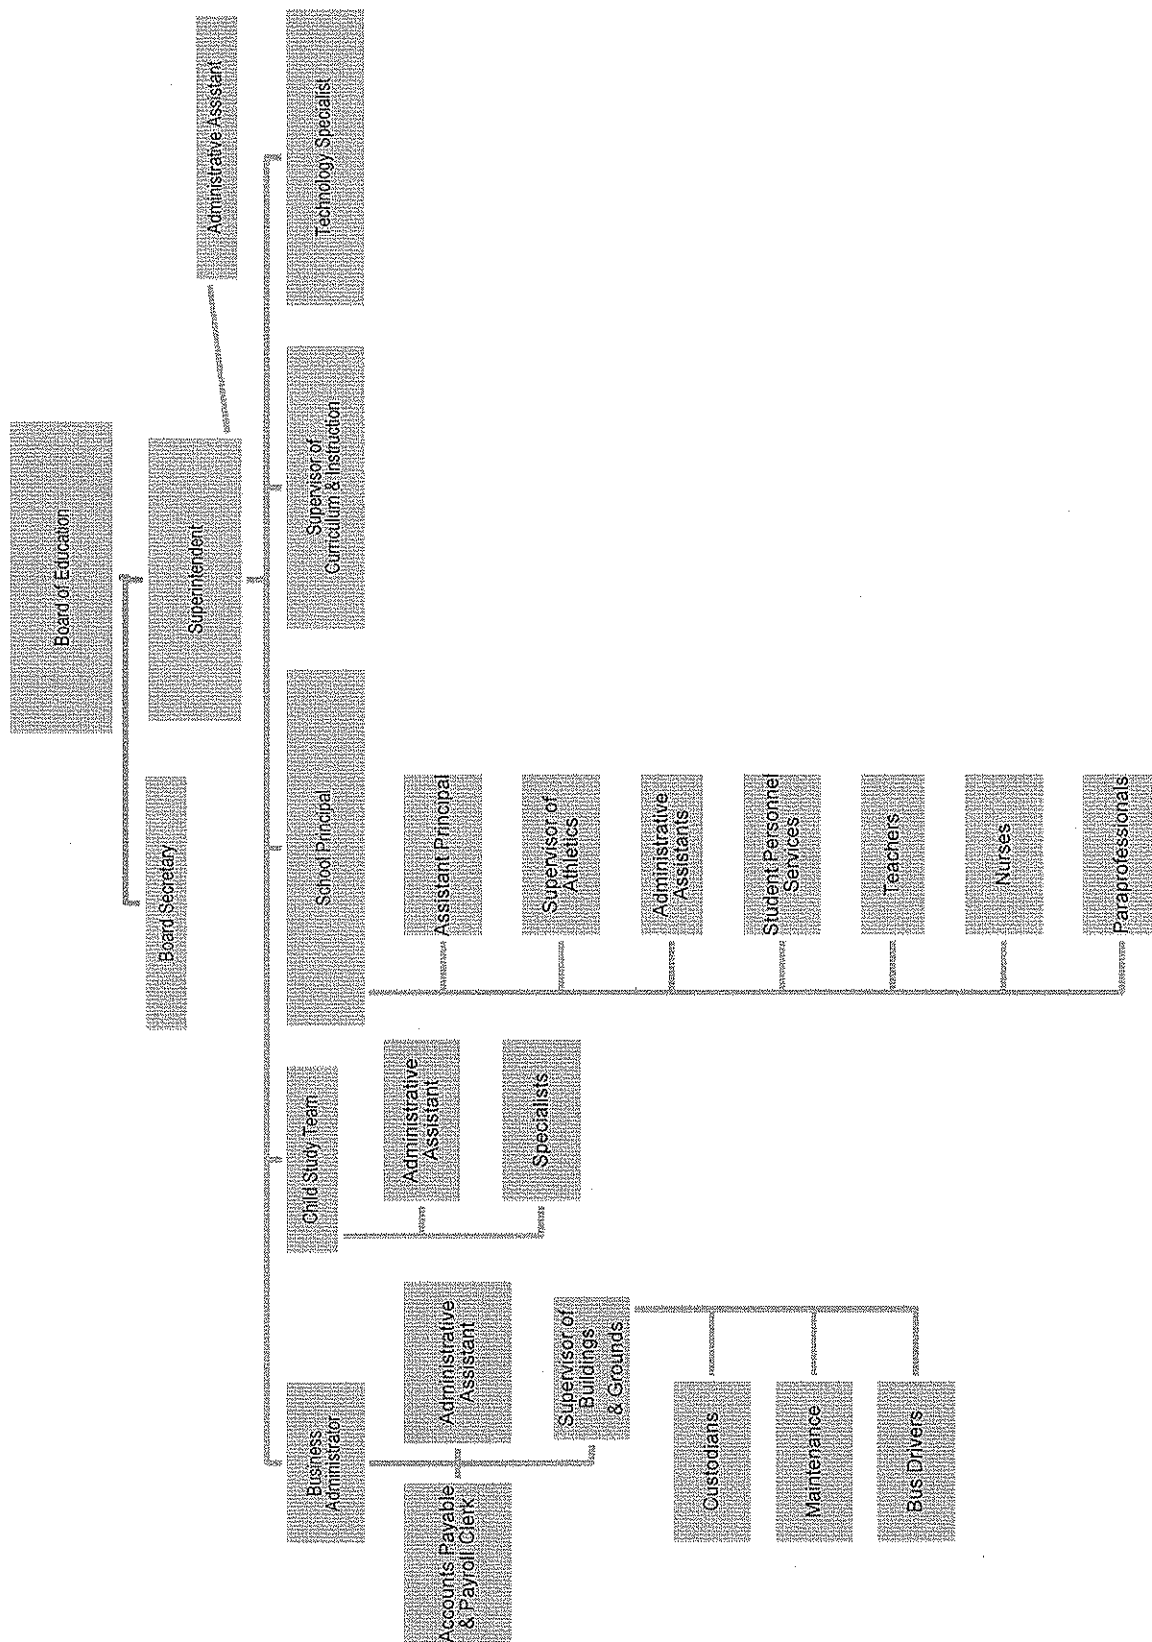 Board of Education
Board Secretary
Superintendent
Administrative Assistant
Business
Administrator
Child Study Team
School Principal
Supervisor of
Curriculum & Instruction
Technology Specialist
Accounts Payable
& Payroll Clerk
Administrative
Assistant
Supervisor of
Buildings
& Grounds
Custodians
Maintenance
Bus Drivers
Administrative
Assistant
Specialists
Assistant Principal
Supervisor of
Athletics
Administrative
Assistants
Student Personnel
Services
Teachers
Nurses
Paraprofessionals